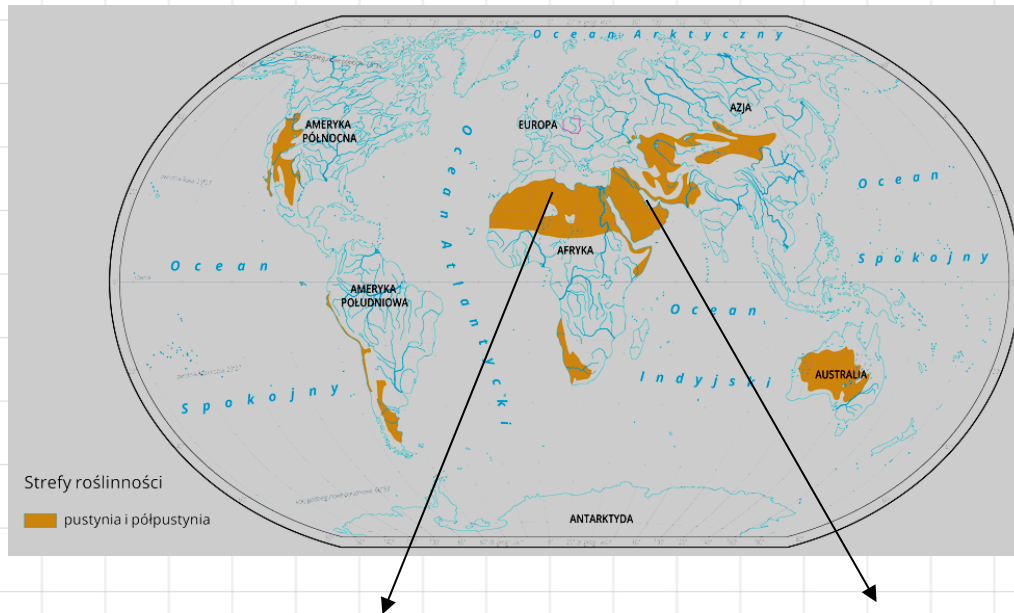 Ocean Arktyczny
AZJA
EUROPA
AMERYKA
PÓŁNOCNA
Ocean Atlantycki
Ocean
Spokojny
AFRYKA
Ocean
Spokojny
AMERYKA
POŁUDNIOWA
Ocean
Indyjski
AUSTRALIA
ANTARKTYDA
Strefy roślinności
pustynia i półpustynia